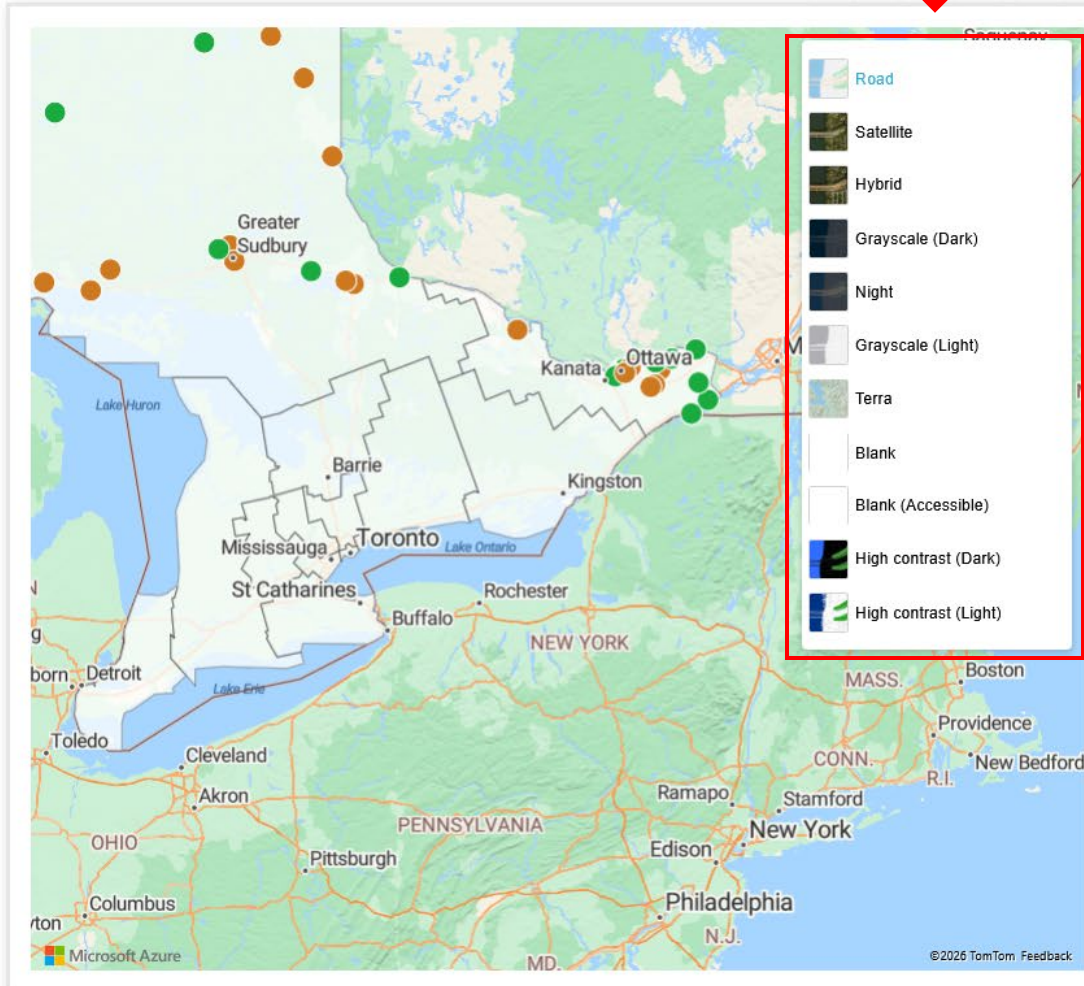 Saguenay
Road
Satellite
Hybrid
Grayscale (Dark)
Night
Grayscale (Light)
Terra
Blank
Blank (Accessible)
High contrast (Dark)
High contrast (Light)
Greater
Sudbury
Ottawa
Kanata
Lake Huron
Barrie
Kingston
Toronto
Mississauga
Lake Ontario
St Catharines
Rochester
Buffalo
NEW YORK
Detroit
MASS.
Boston
Lake Erie
Toledo
Providence
Cleveland
CONN.
R.I.
New Bedford
Akron
Ramapo
Stamford
OHIO
PENNSYLVANIA
New York
Edison
Pittsburgh
Columbus
Philadelphia
N.J.
MD.
Microsoft Azure
©2026 TomTom Feedback